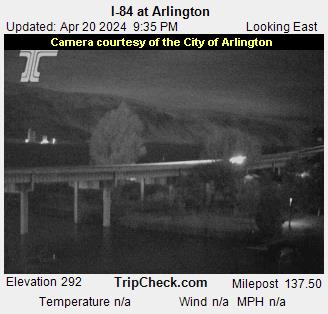 I-84 at Arlington
Updated: Apr 20 2024 9:35 PM Looking East
Camera courtesy of the City of Arlington
Elevation 292 TripCheck.com Milepost 137.50
Temperature n/a Wind n/a MPH n/a